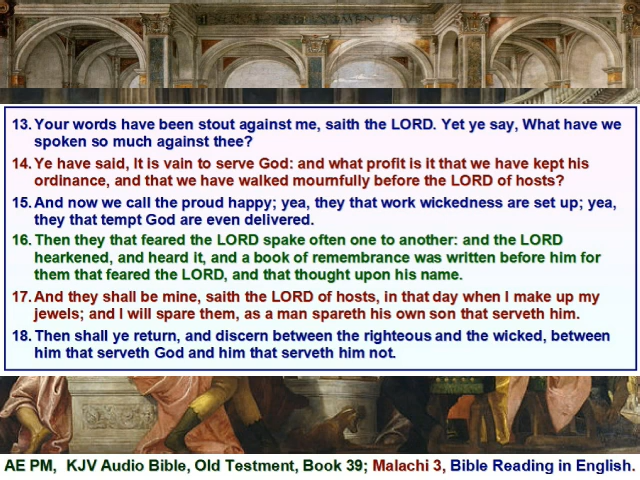 13. Your words have been stout against me, saith the LORD. Yet ye say, What have we
spoken so much against thee?
14. Ye have said, It is vain to serve God: and what profit is it that we have kept his
ordinance, and that we have walked mournfully before the LORD of hosts?
15. And now we call the proud happy; yea, they that work wickedness are set up; yea,
they that tempt God are even delivered.
16. Then they that feared the LORD spake often one to another: and the LORD
hearkened, and heard it, and a book of remembrance was written before him for
them that feared the LORD, and that thought upon his name.
17. And they shall be mine, saith the LORD of hosts, in that day when I make up my
jewels; and I will spare them, as a man spareth his own son that serveth him.
18. Then shall ye return, and discern between the righteous and the wicked, between
him that serveth God and him that serveth him not.
AE PM, KJV Audio Bible, Old Testment, Book 39; Malachi 3, Bible Reading in English.